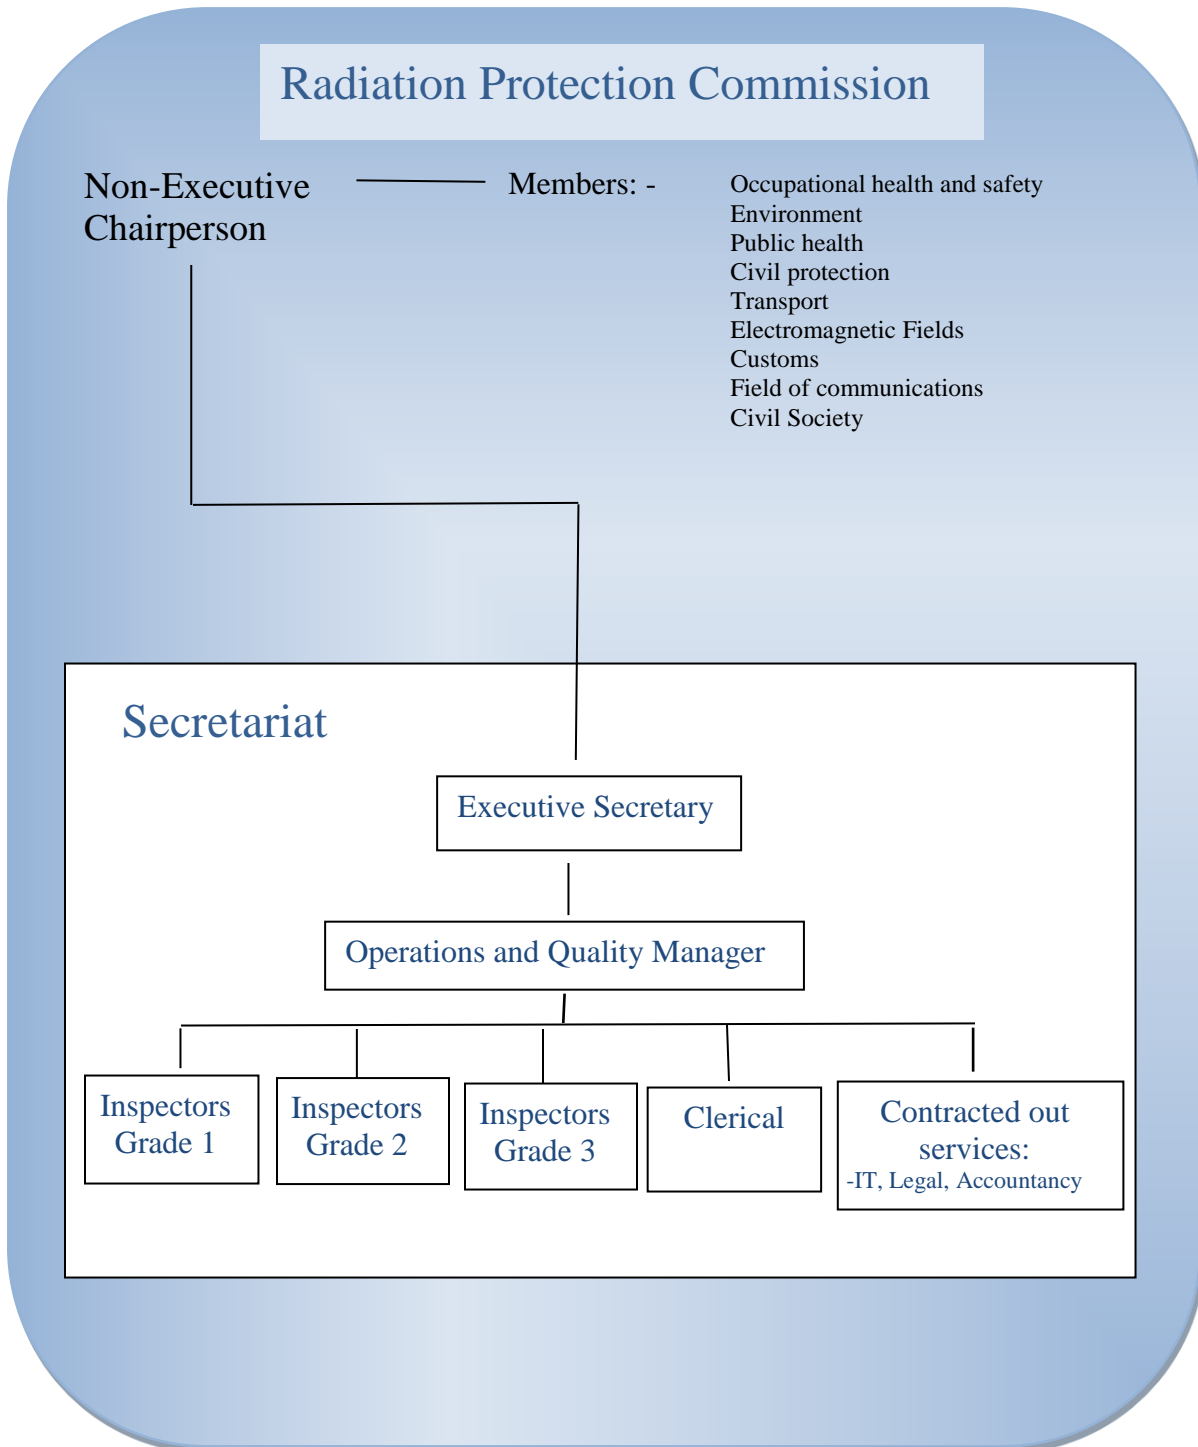 Radiation Protection Commission
Non-Executive
Chairperson
Members: -
Occupational health and safety
Environment
Public health
Civil protection
Transport
Electromagnetic Fields
Customs
Field of communications
Civil Society
Secretariat
Executive Secretary
Operations and Quality Manager
Inspectors
Grade 1
Inspectors
Grade 2
Inspectors
Grade 3
Clerical
Contracted out
services:
-IT, Legal, Accountancy